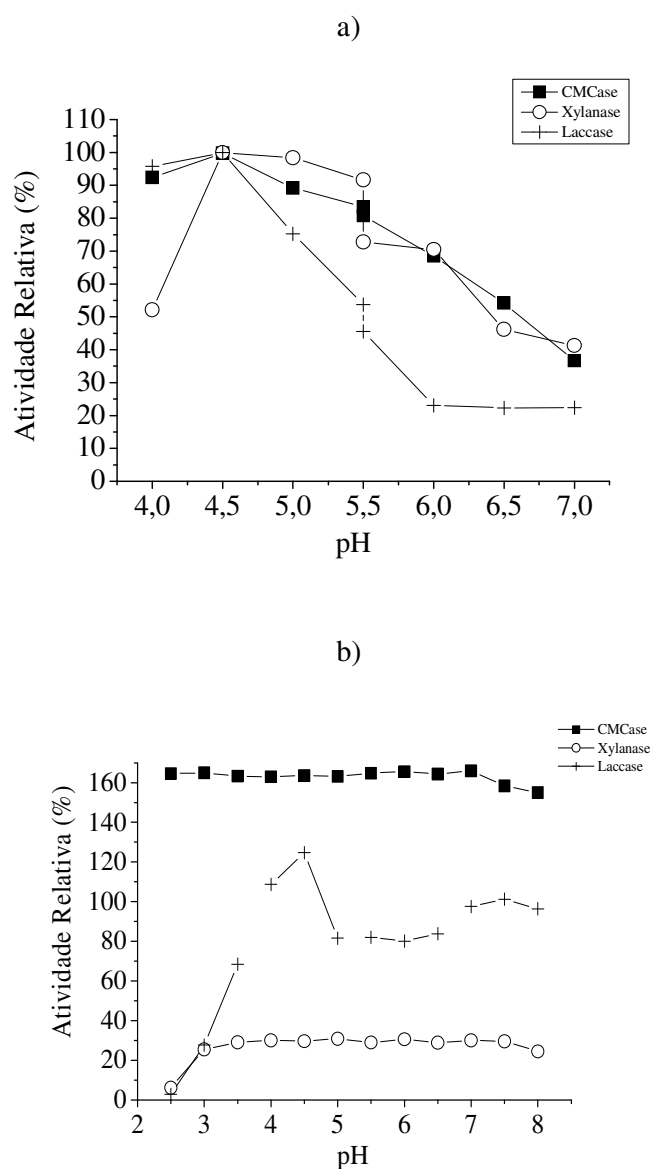 a)
CMCase
Xylanase
Laccase
110
100
90
80
70
60
50
40
30
20
10
0
Atividade Relativa (%)
4,0 4,5 5,0 5,5 6,0 6,5 7,0
pH
b)
CMCase
Xylanase
Laccase
160
140
120
100
80
60
40
20
0
Atividade Relativa (%)
2 3 4 5 6 7 8
pH